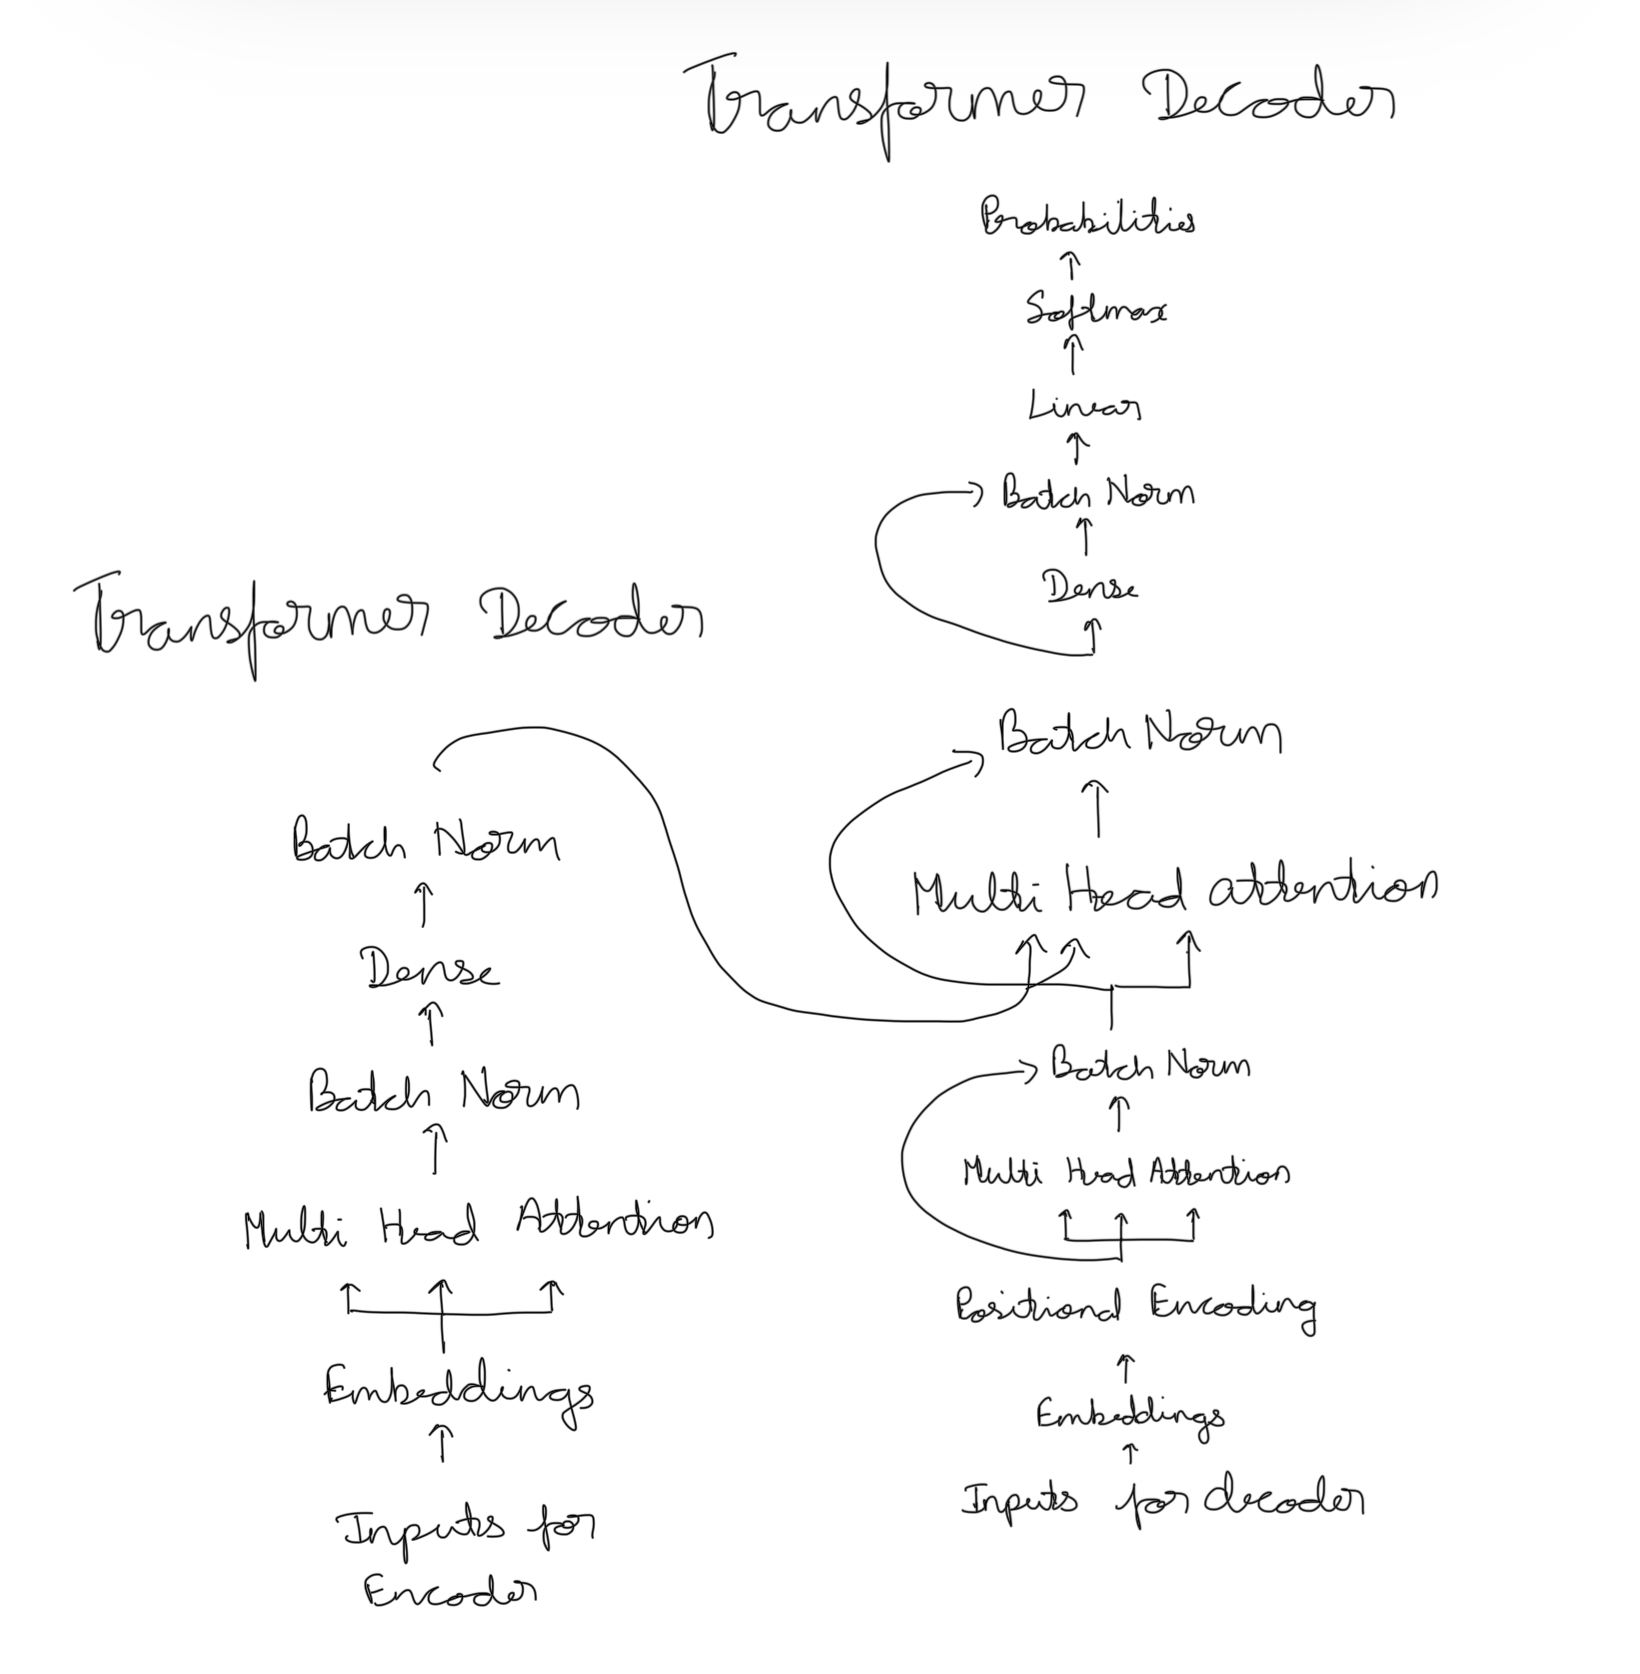 Transformer Decoder
Probabilities
Softmax
Linear
Batch Norm
Dense
Transformer Decoder
Batch Norm
Multi Head attention
Batch Norm
Multi Head Attention
Positional Encoding
Embeddings
Inputs for decoder
Batch Norm
Dense
Batch Norm
Multi Head Attention
Embeddings
Inputs for
Encoder